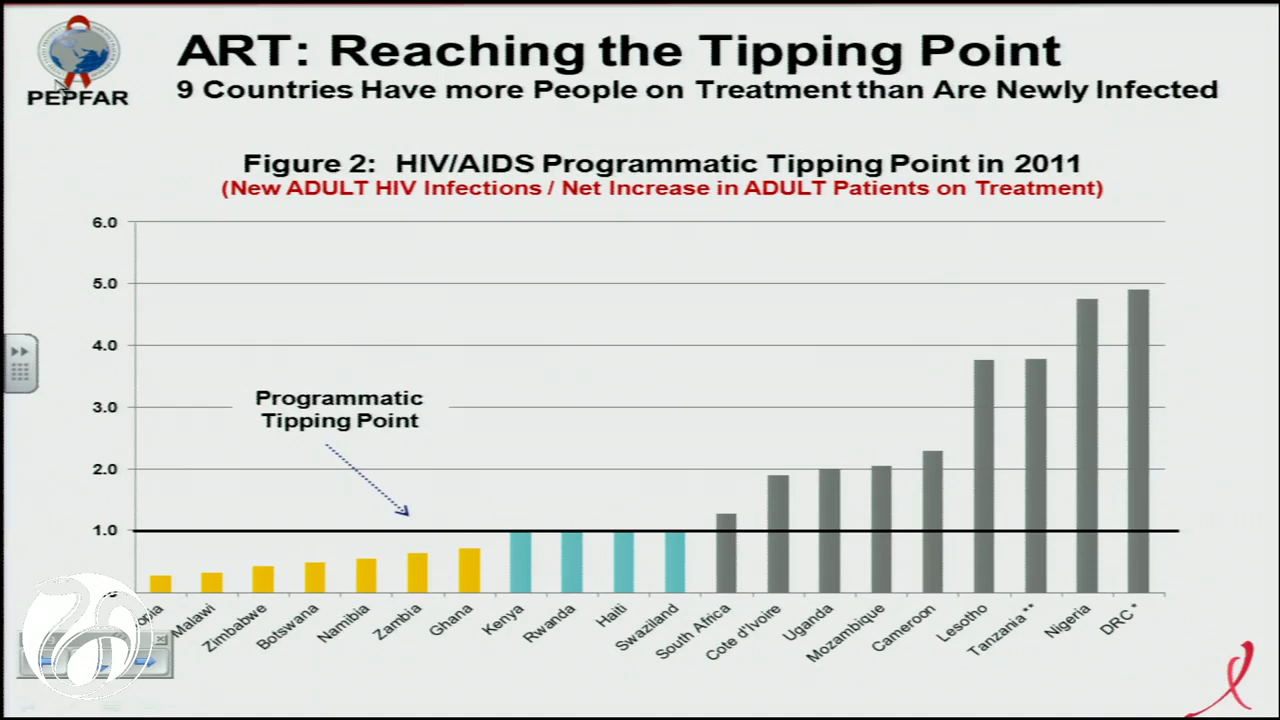 PEPFAR
ART: Reaching the Tipping Point
9 Countries Have more People on Treatment than Are Newly Infected
Figure 2: HIV/AIDS Programmatic Tipping Point in 2011
(New ADULT HIV Infections / Net Increase in ADULT Patients on Treatment)
6.0
5.0
4.0
3.0
2.0
1.0
Programmatic
Tipping Point
Malawi
Zimbabwe
Botswana
Namibia
Zambia
Ghana
Kenya
Rwanda
Haiti
Swaziland
South Africa
Cote d'Ivoire
Uganda
Mozambique
Cameroon
Lesotho
Tanzania**
Nigeria
DRC*